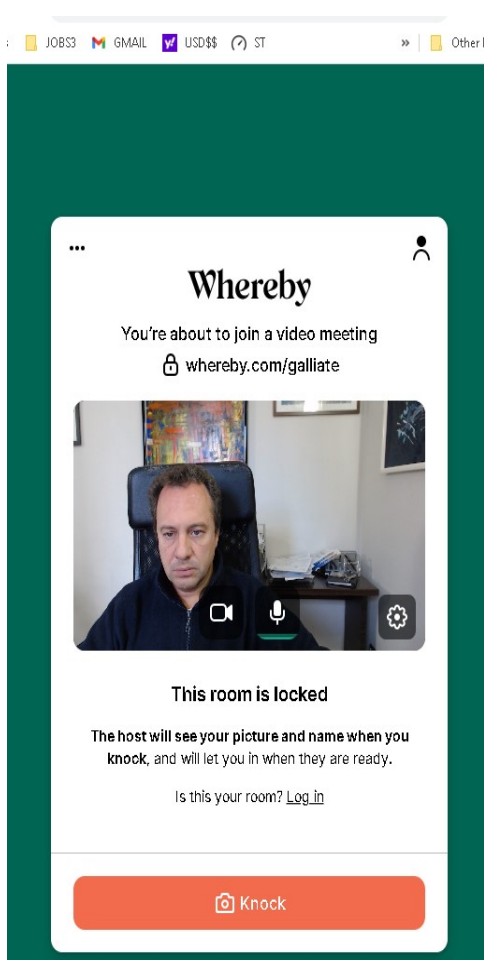 JOBS3 GMAIL y! USD$$ ST » Other
Whereby
You're about to join a video meeting
whereby.com/galliate
This room is locked
The host will see your picture and name when you
knock, and will let you in when they are ready.
Is this your room? Log in
Knock